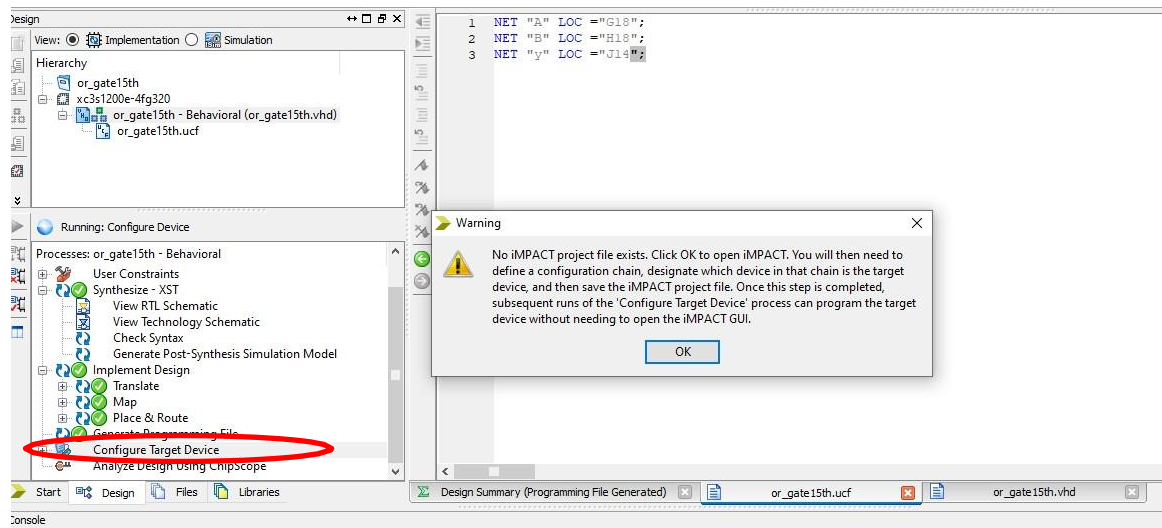 Design
View: Implementation Simulation
Hierarchy
or_gate15th
xc3s1200e-4fg320
or_gate15th - Behavioral (or_gate15th.vhd)
or_gate15th.ucf
Running: Configure Device
Processes: or_gate15th - Behavioral
User Constraints
Synthesize - XST
View RTL Schematic
View Technology Schematic
Check Syntax
Generate Post-Synthesis Simulation Model
Implement Design
Translate
Map
Place & Route
Generate Programming File
Configure Target Device
Analyze Design Using ChipScope
Start Design Files Libraries
Console
1 NET "A" LOC ="G18";
2 NET "B" LOC ="H18";
3 NET "y" LOC ="J14";
Warning
No iMPACT project file exists. Click OK to open iMPACT. You will then need to
define a configuration chain, designate which device in that chain is the target
device, and then save the iMPACT project file. Once this step is completed,
subsequent runs of the 'Configure Target Device' process can program the target
device without needing to open the iMPACT GUI.
OK
Design Summary (Programming File Generated) or_gate15th.ucf or_gate15th.vhd